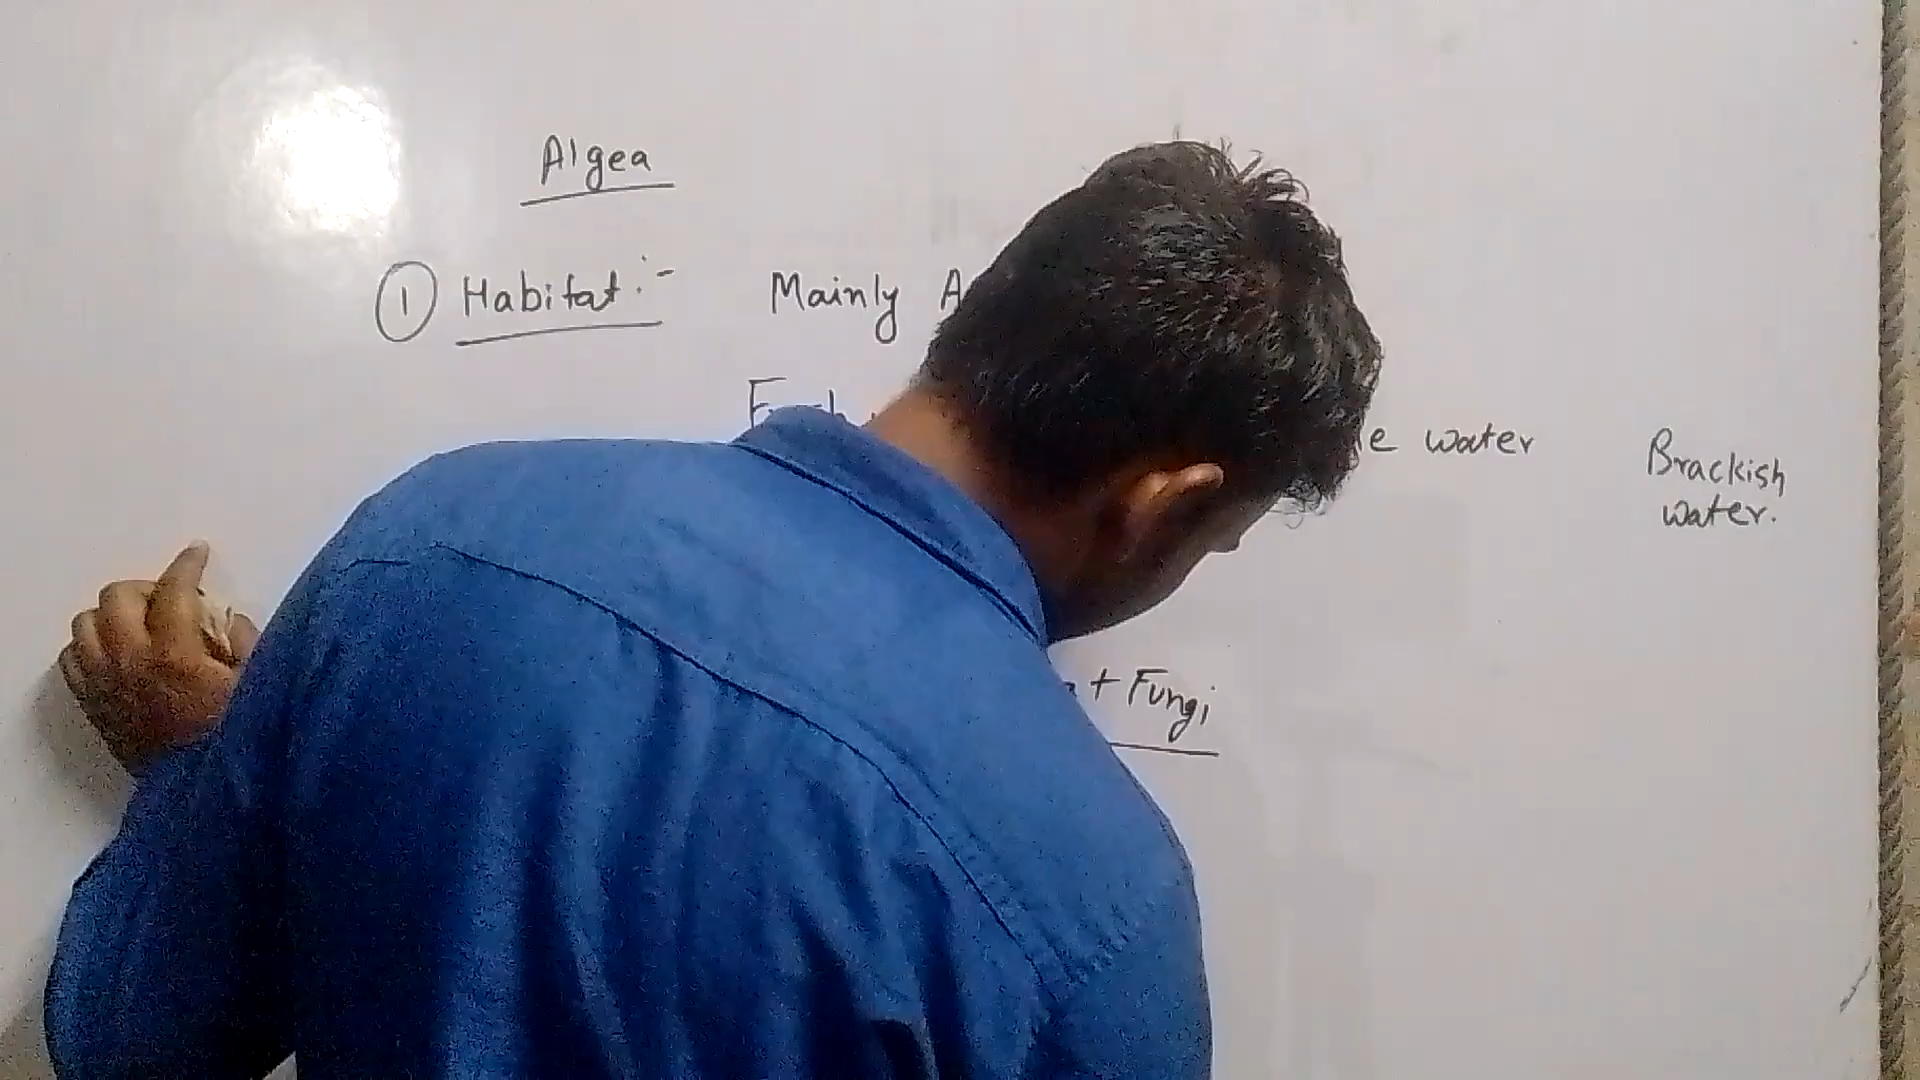 Algea
① Habitat :- Mainly
water Brackish
water.
+ Fungi